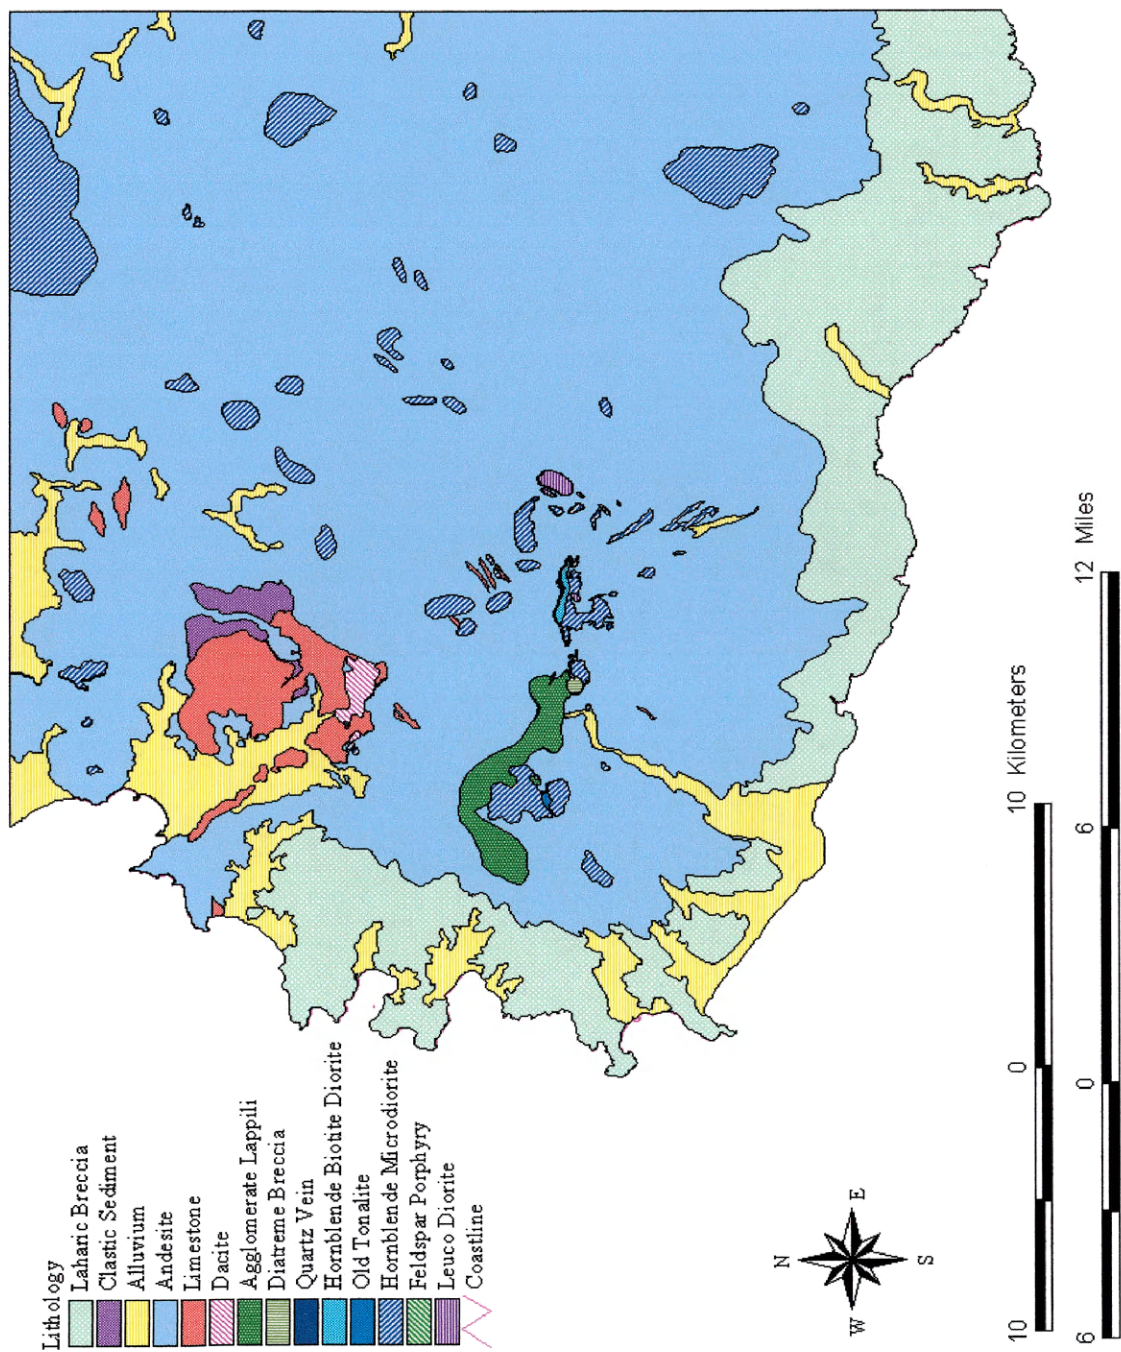 Lithology
Laharic Breccia
Clastic Sediment
Alluvium
Andesite
Limestone
Dacite
Agglomerate Lappili
Diatreme Breccia
Quartz Vein
Hornblende Biotite Diorite
Old Tonalite
Hornblende Microdiorite
Feldspar Porphyry
Leuco Diorite
Coastline
N
W E
S
10 0 10 Kilometers
6 0 6 12 Miles